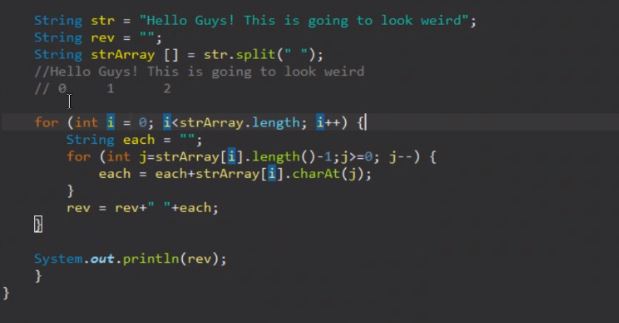 String str = "Hello Guys! This is going to look weird";
String rev = "";
String strArray [] = str.split(" ");
//Hello Guys! This is going to look weird
// 0     1      2
for (int i = 0; i<strArray.length; i++) {
String each = "";
for (int j=strArray[i].length()-1;j>=0; j--) {
each = each+strArray[i].charAt(j);
}
rev = rev+" "+each;
}
System.out.println(rev);
}
}